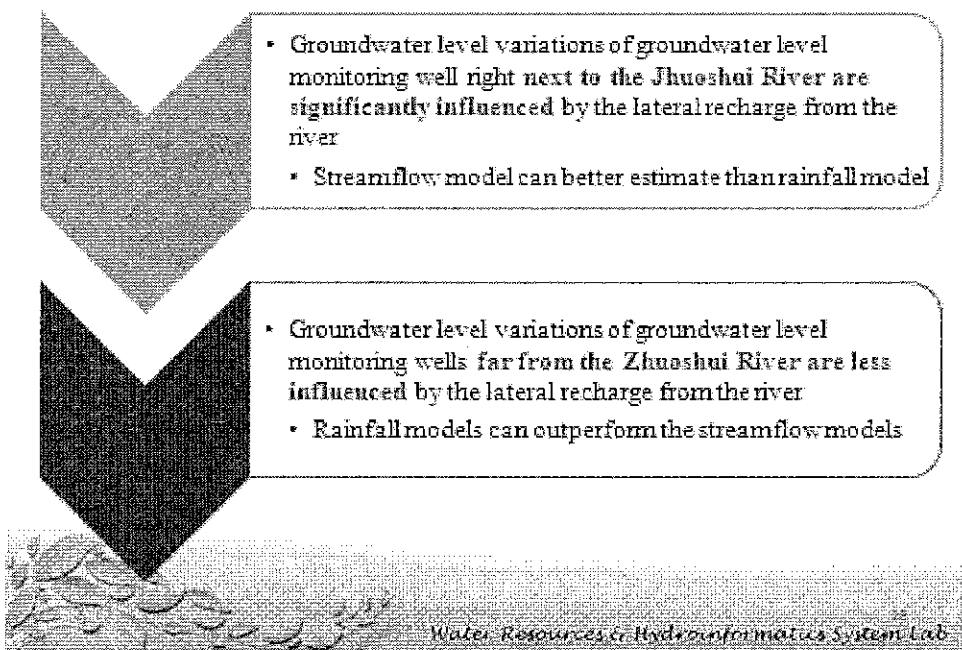 • Groundwater level variations of groundwater level
monitoring well right next to the Jhuoshui River are
significantly influenced by the lateral recharge from the
river
• Streamflow model can better estimate than rainfall model
• Groundwater level variations of groundwater level
monitoring wells far from the Zhuoshui River are less
influenced by the lateral recharge from the river
• Rainfall models can outperform the streamflow models
Water Resources & Hydroinformatics System Lab